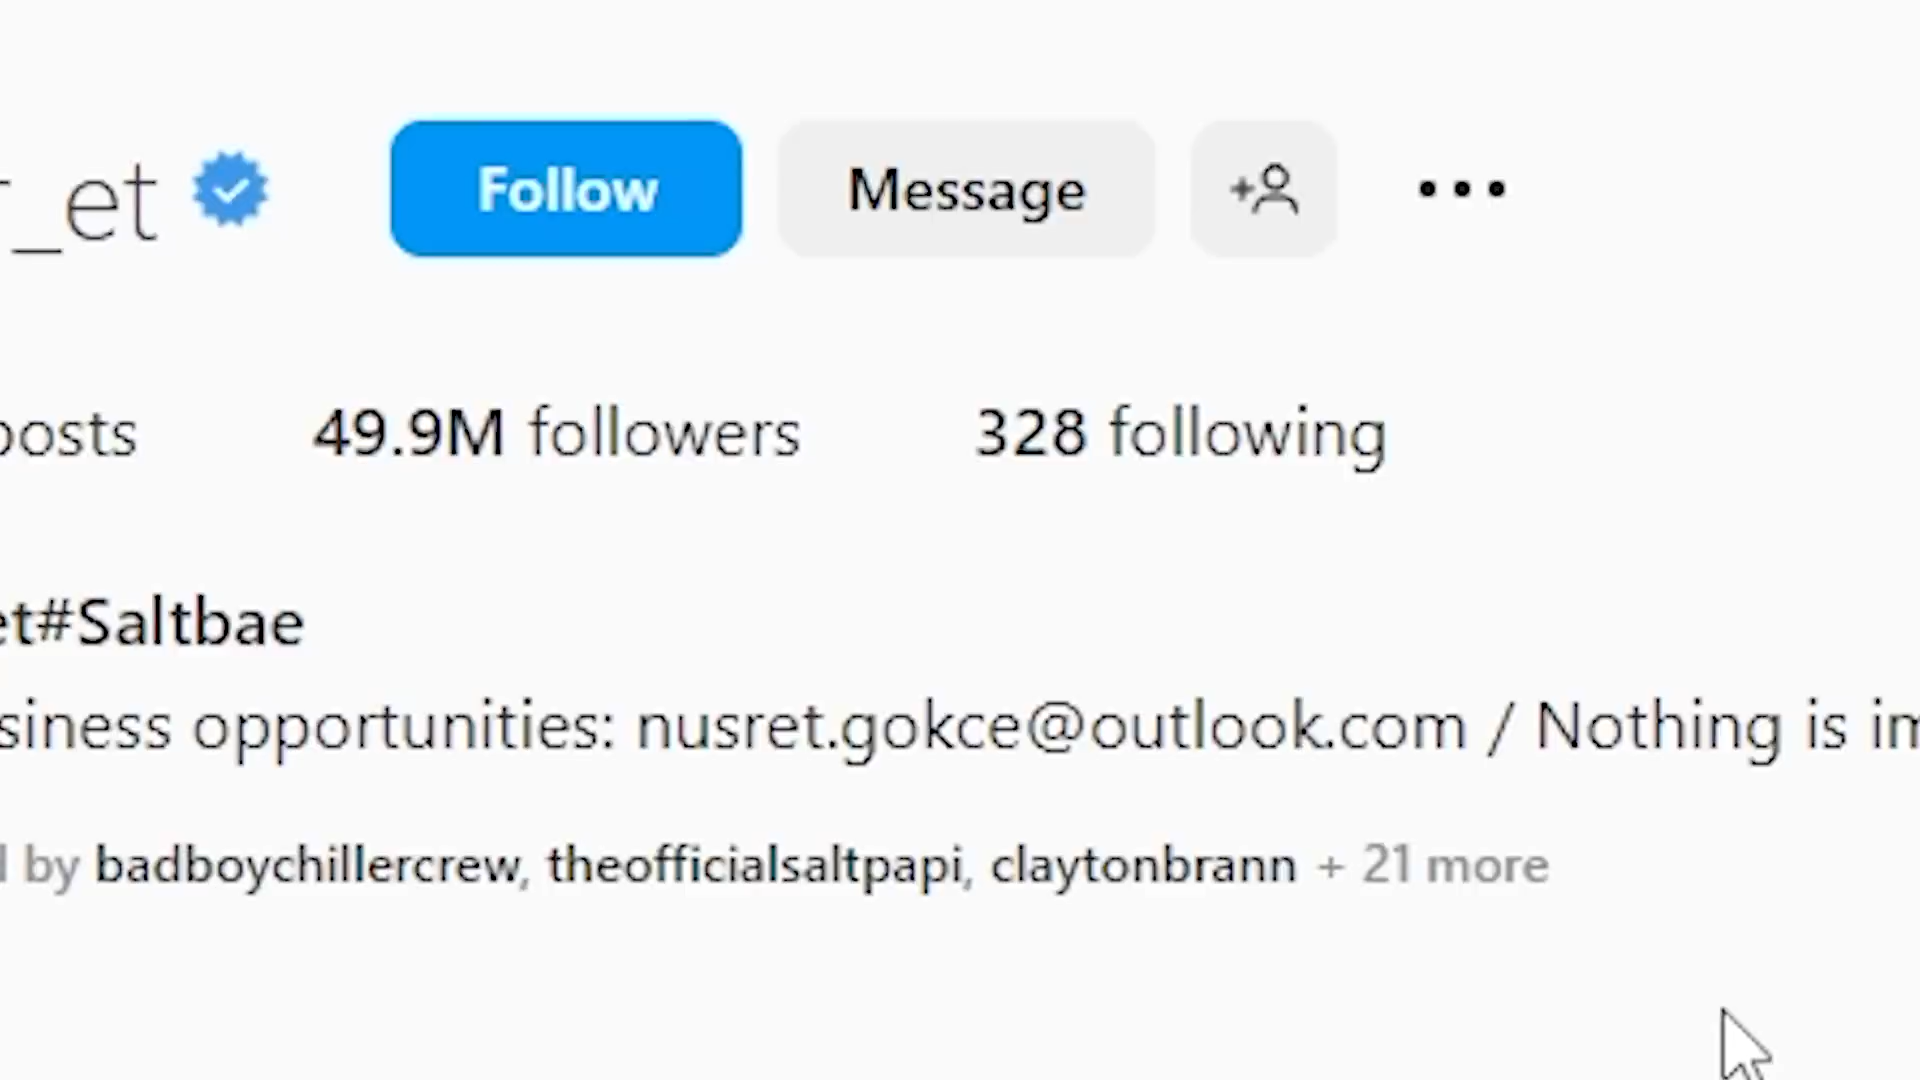 _et Follow Message
posts 49.9M followers 328 following
et#Saltbae
siness opportunities: nusret.gokce@outlook.com / Nothing is im
by badboychillercrew, theofficialsaltpapi, claytonbrann + 21 more